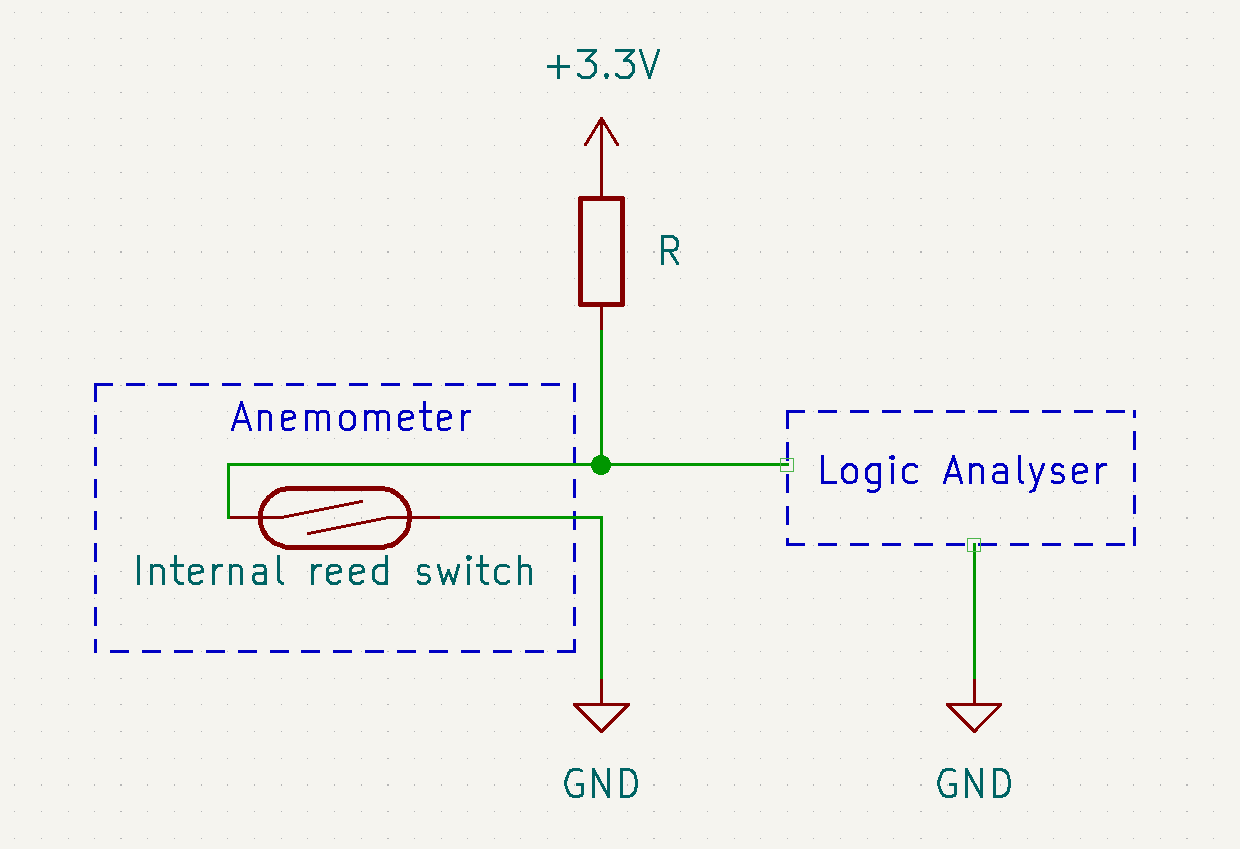 +3.3V
R
Anemometer
Logic Analyser
Internal reed switch
GND
GND